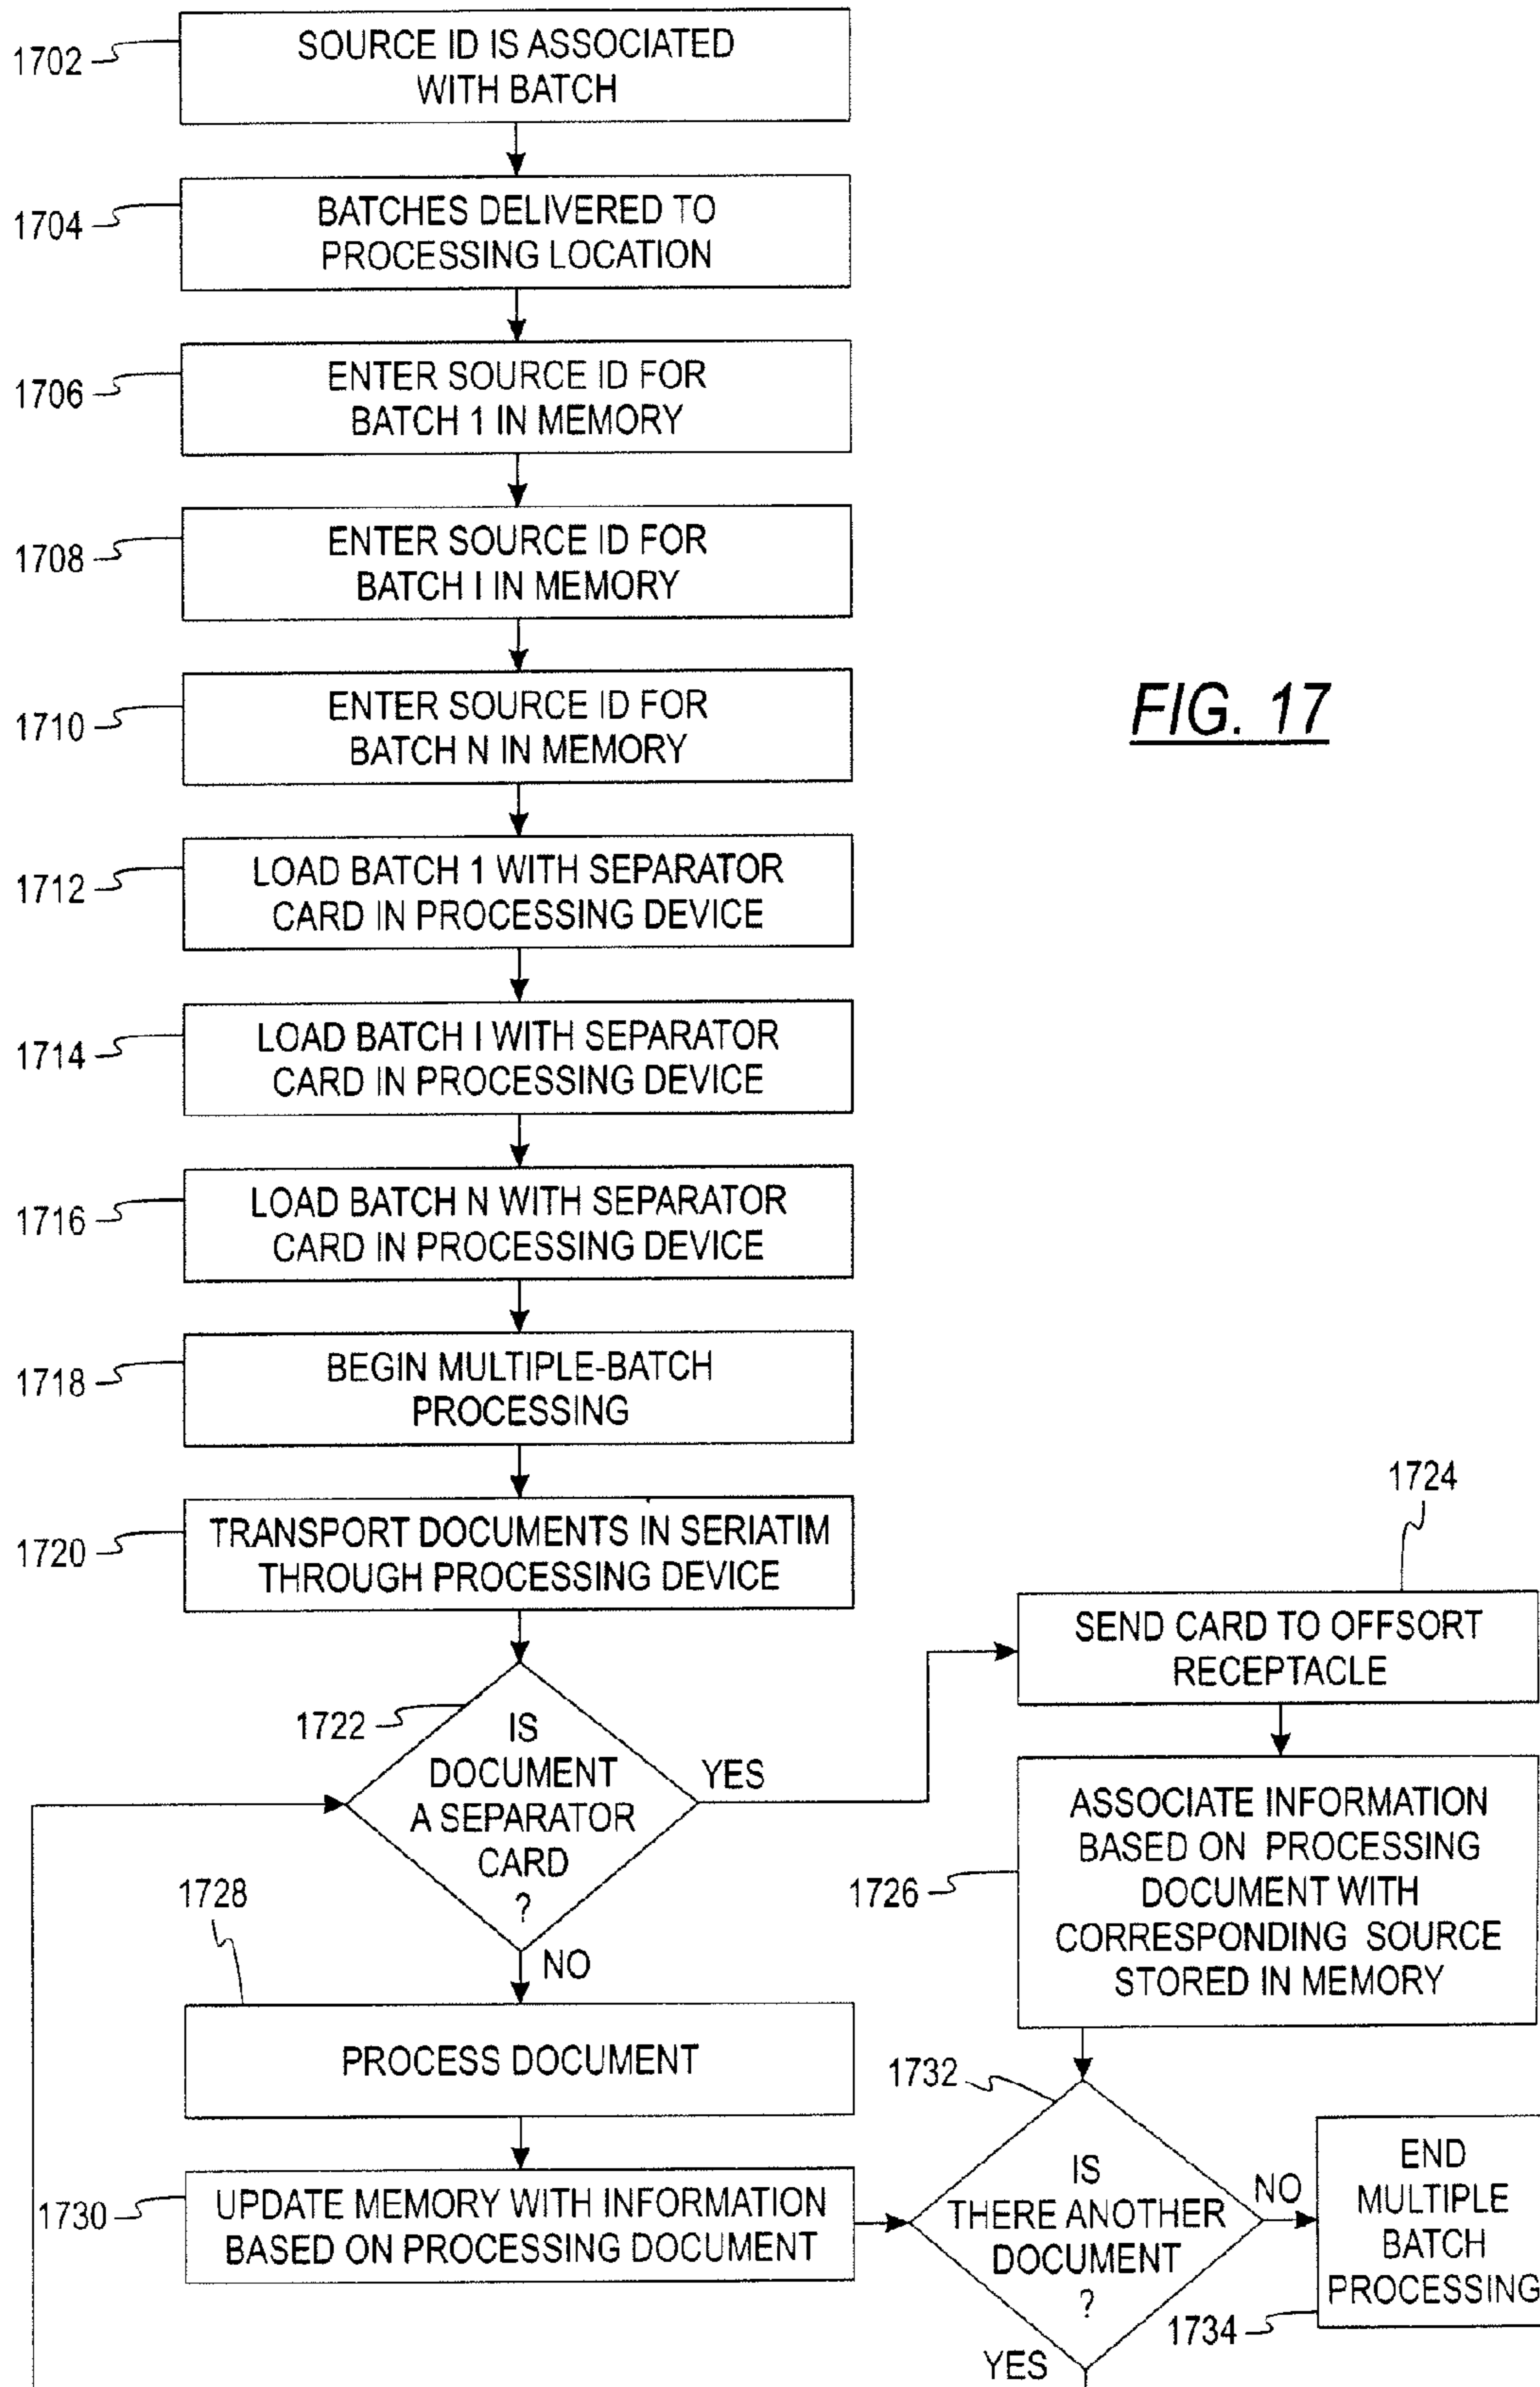 1702
SOURCE ID IS ASSOCIATED
WITH BATCH
1704
BATCHES DELIVERED TO
PROCESSING LOCATION
1706
ENTER SOURCE ID FOR
BATCH 1 IN MEMORY
1708
ENTER SOURCE ID FOR
BATCH I IN MEMORY
1710
ENTER SOURCE ID FOR
BATCH N IN MEMORY
FIG. 17
1712
LOAD BATCH 1 WITH SEPARATOR
CARD IN PROCESSING DEVICE
1714
LOAD BATCH I WITH SEPARATOR
CARD IN PROCESSING DEVICE
1716
LOAD BATCH N WITH SEPARATOR
CARD IN PROCESSING DEVICE
1718
BEGIN MULTIPLE-BATCH
PROCESSING
1720
TRANSPORT DOCUMENTS IN SERIATIM
THROUGH PROCESSING DEVICE
1722
IS
DOCUMENT
A SEPARATOR
CARD
?
YES
NO
1724
SEND CARD TO OFFSORT
RECEPTACLE
1726
ASSOCIATE INFORMATION
BASED ON PROCESSING
DOCUMENT WITH
CORRESPONDING SOURCE
STORED IN MEMORY
1728
PROCESS DOCUMENT
1730
UPDATE MEMORY WITH INFORMATION
BASED ON PROCESSING DOCUMENT
1732
IS
THERE ANOTHER
DOCUMENT
?
NO
YES
1734
END
MULTIPLE
BATCH
PROCESSING